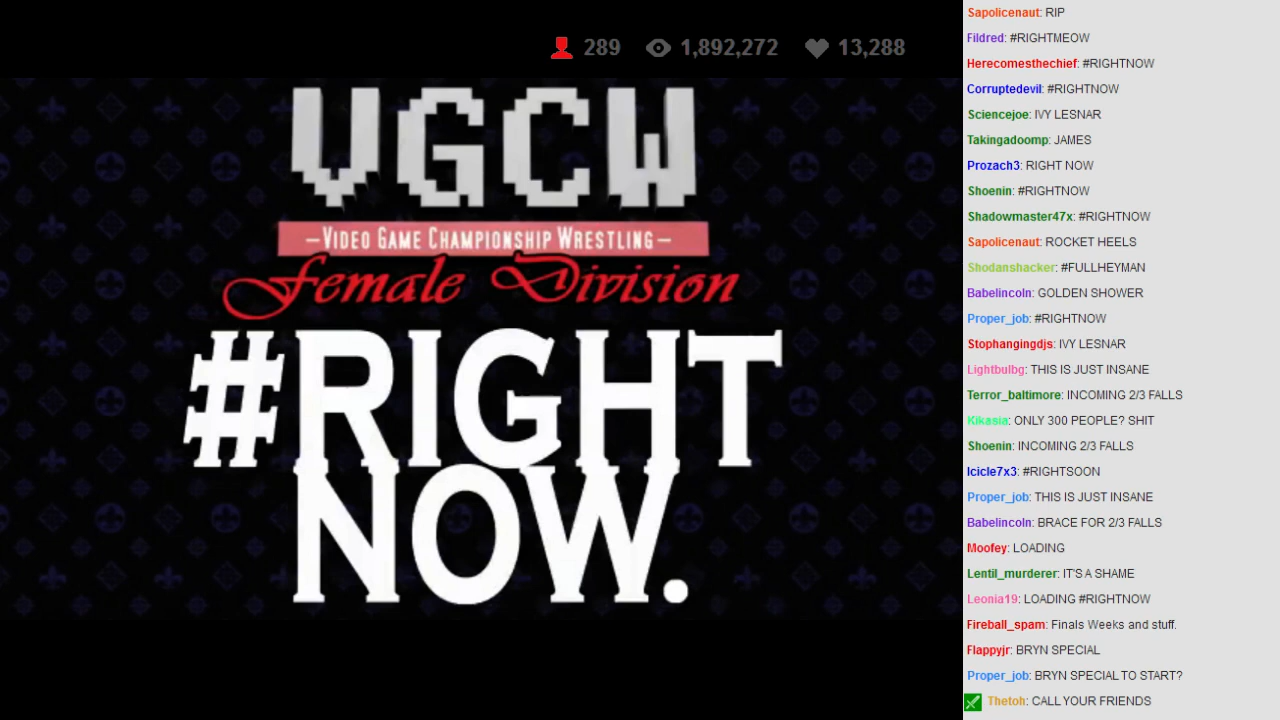 289 1,892,272 13,288
VGCW
–VIDEO GAME CHAMPIONSHIP WRESTLING–
Female Division
#RIGHT
NOW.
Sapolicenaut: RIP
Fildred: #RIGHTMEOW
Herecomesthechief: #RIGHTNOW
Corruptedevil: #RIGHTNOW
Sciencejoe: IVY LESNAR
Takingadoomp: JAMES
Prozach3: RIGHT NOW
Shoenin: #RIGHTNOW
Shadowmaster47x: #RIGHTNOW
Sapolicenaut: ROCKET HEELS
Shodanshacker: #FULLHEYMAN
Babelincoln: GOLDEN SHOWER
Proper_job: #RIGHTNOW
Stophangingdjs: IVY LESNAR
Lightbulbg: THIS IS JUST INSANE
Terror_baltimore: INCOMING 2/3 FALLS
Kikasia: ONLY 300 PEOPLE? SHIT
Shoenin: INCOMING 2/3 FALLS
Icicle7x3: #RIGHTSOON
Proper_job: THIS IS JUST INSANE
Babelincoln: BRACE FOR 2/3 FALLS
Moofey: LOADING
Lentil_murderer: IT'S A SHAME
Leonia19: LOADING #RIGHTNOW
Fireball_spam: Finals Weeks and stuff.
Flappyjr: BRYN SPECIAL
Proper_job: BRYN SPECIAL TO START?
Thetoh: CALL YOUR FRIENDS